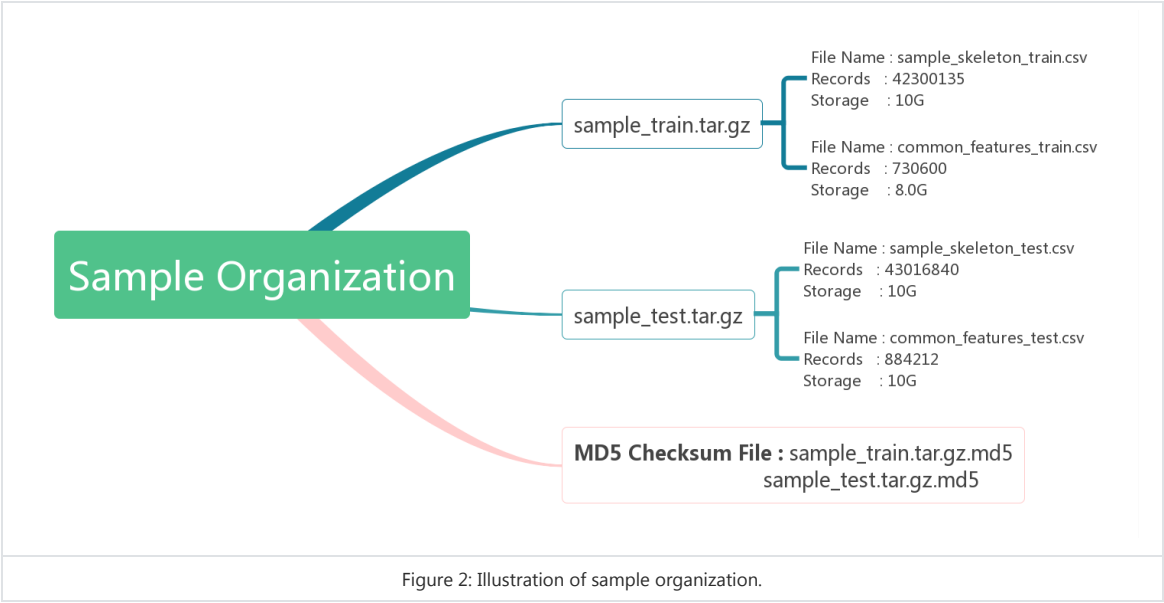 Sample Organization
sample_train.tar.gz
File Name : sample_skeleton_train.csv
Records : 42300135
Storage : 10G
File Name : common_features_train.csv
Records : 730600
Storage : 8.0G
sample_test.tar.gz
File Name : sample_skeleton_test.csv
Records : 43016840
Storage : 10G
File Name : common_features_test.csv
Records : 884212
Storage : 10G
MD5 Checksum File : sample_train.tar.gz.md5
sample_test.tar.gz.md5
Figure 2: Illustration of sample organization.